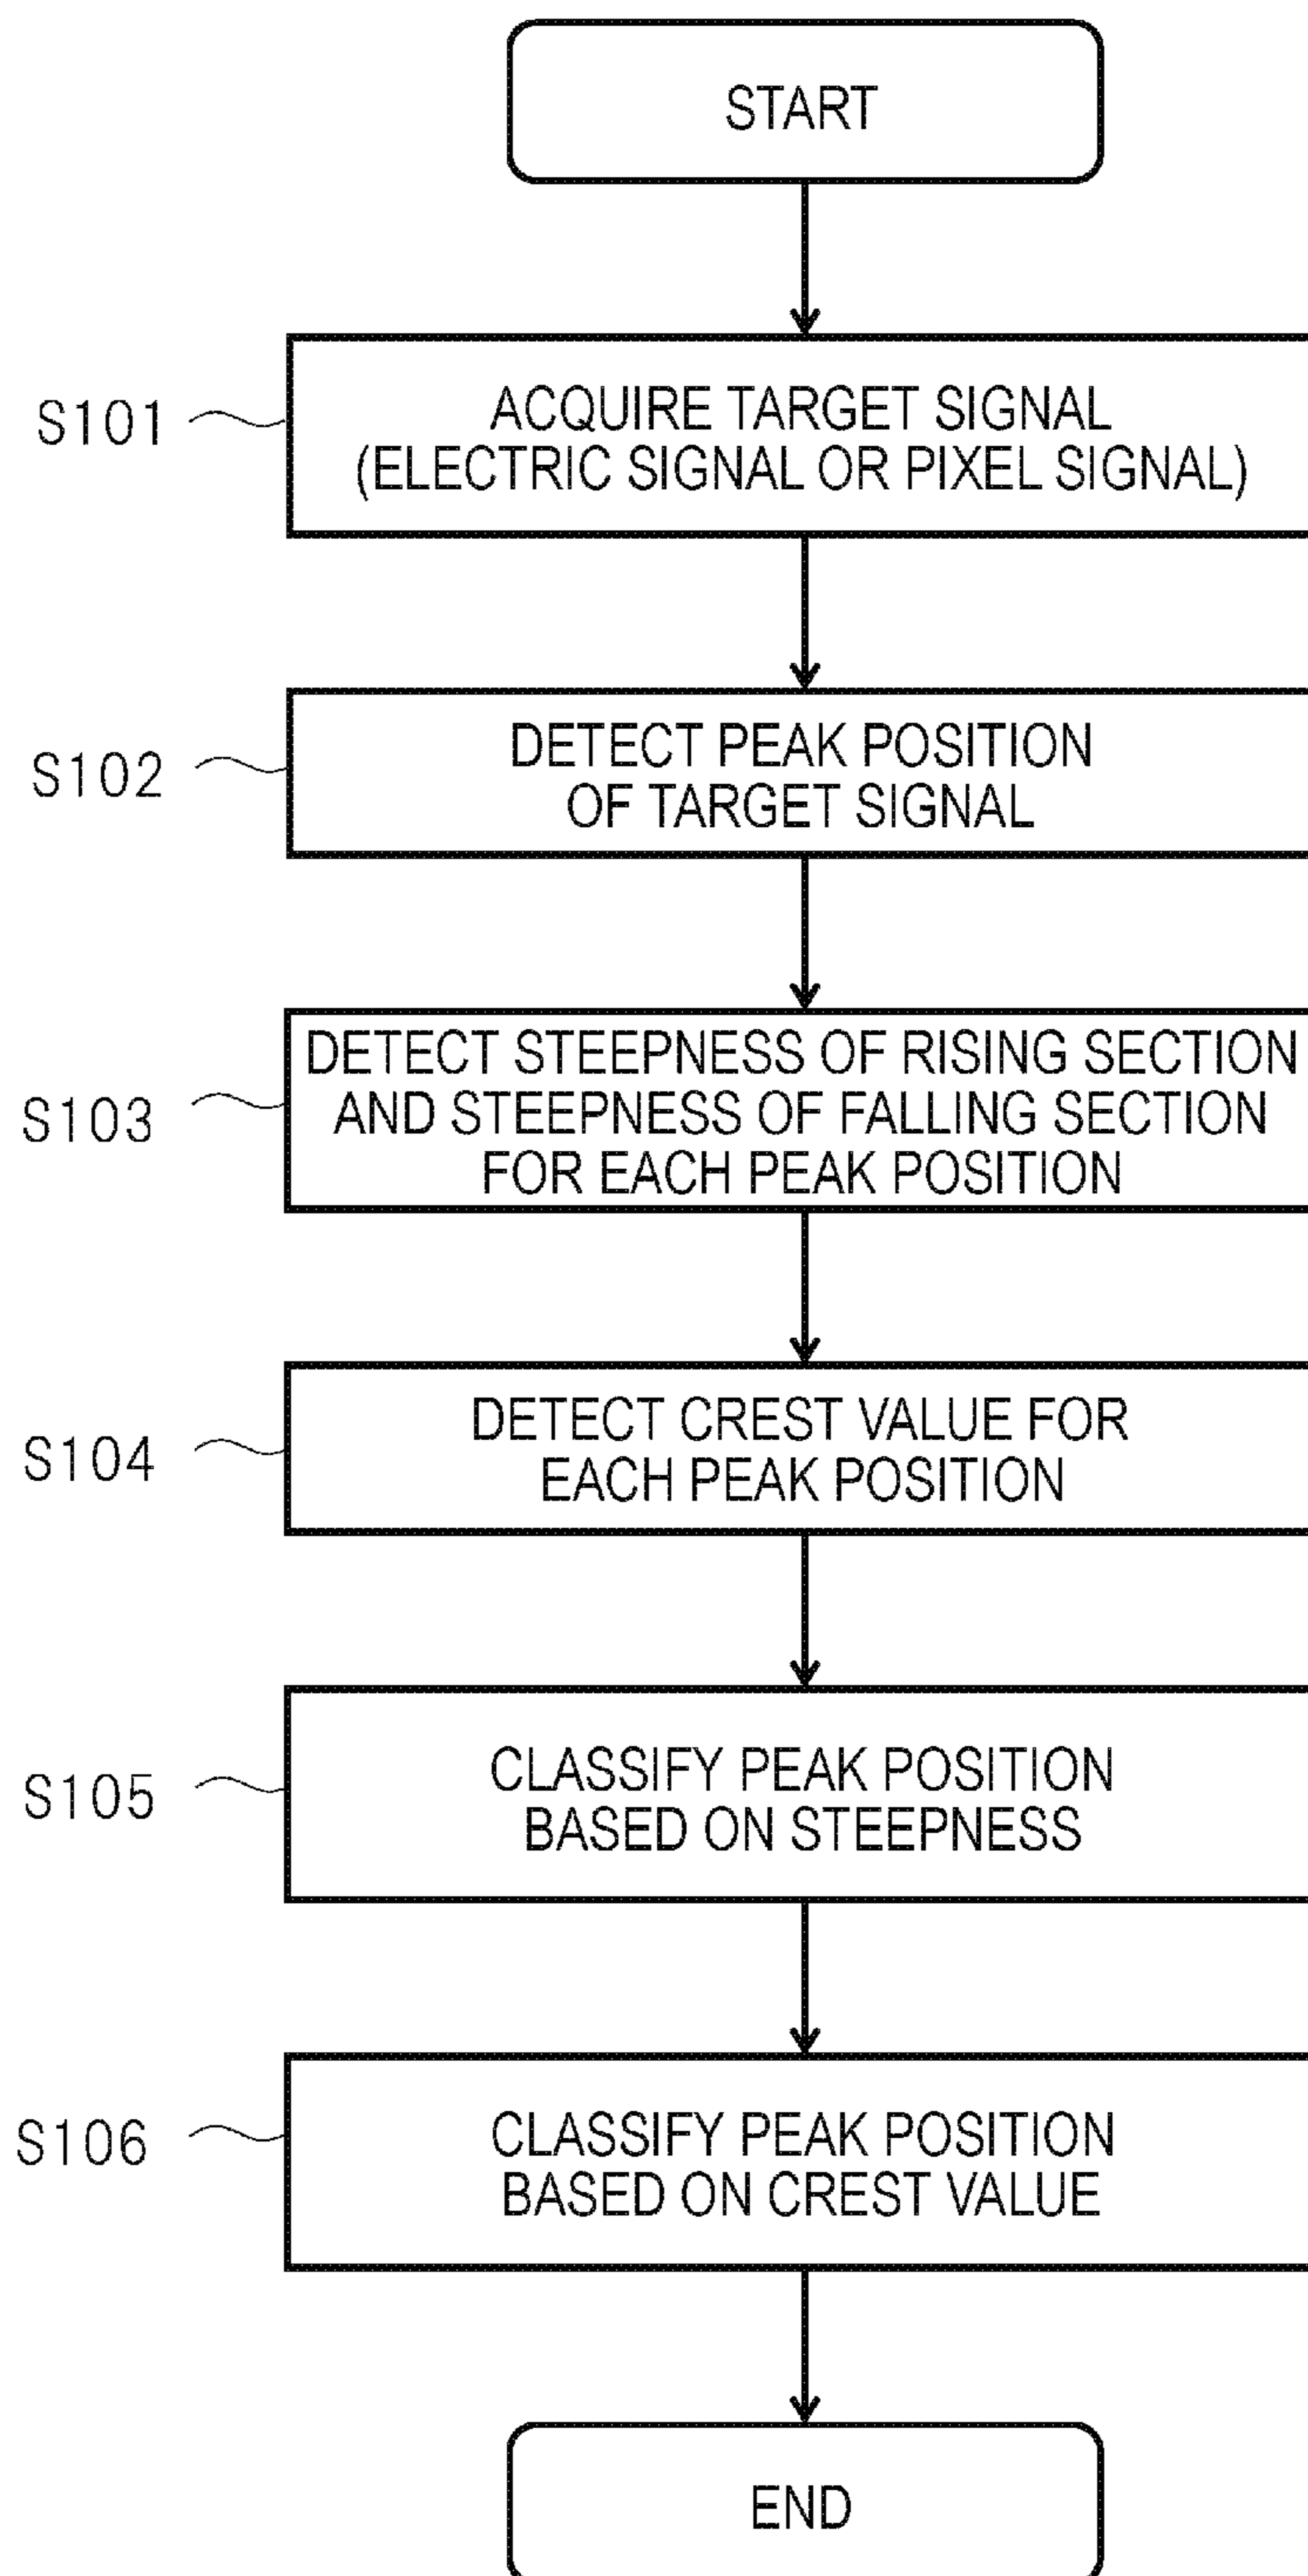 START
S101
ACQUIRE TARGET SIGNAL
(ELECTRIC SIGNAL OR PIXEL SIGNAL)
S102
DETECT PEAK POSITION
OF TARGET SIGNAL
S103
DETECT STEEPNESS OF RISING SECTION
AND STEEPNESS OF FALLING SECTION
FOR EACH PEAK POSITION
S104
DETECT CREST VALUE FOR
EACH PEAK POSITION
S105
CLASSIFY PEAK POSITION
BASED ON STEEPNESS
S106
CLASSIFY PEAK POSITION
BASED ON CREST VALUE
END